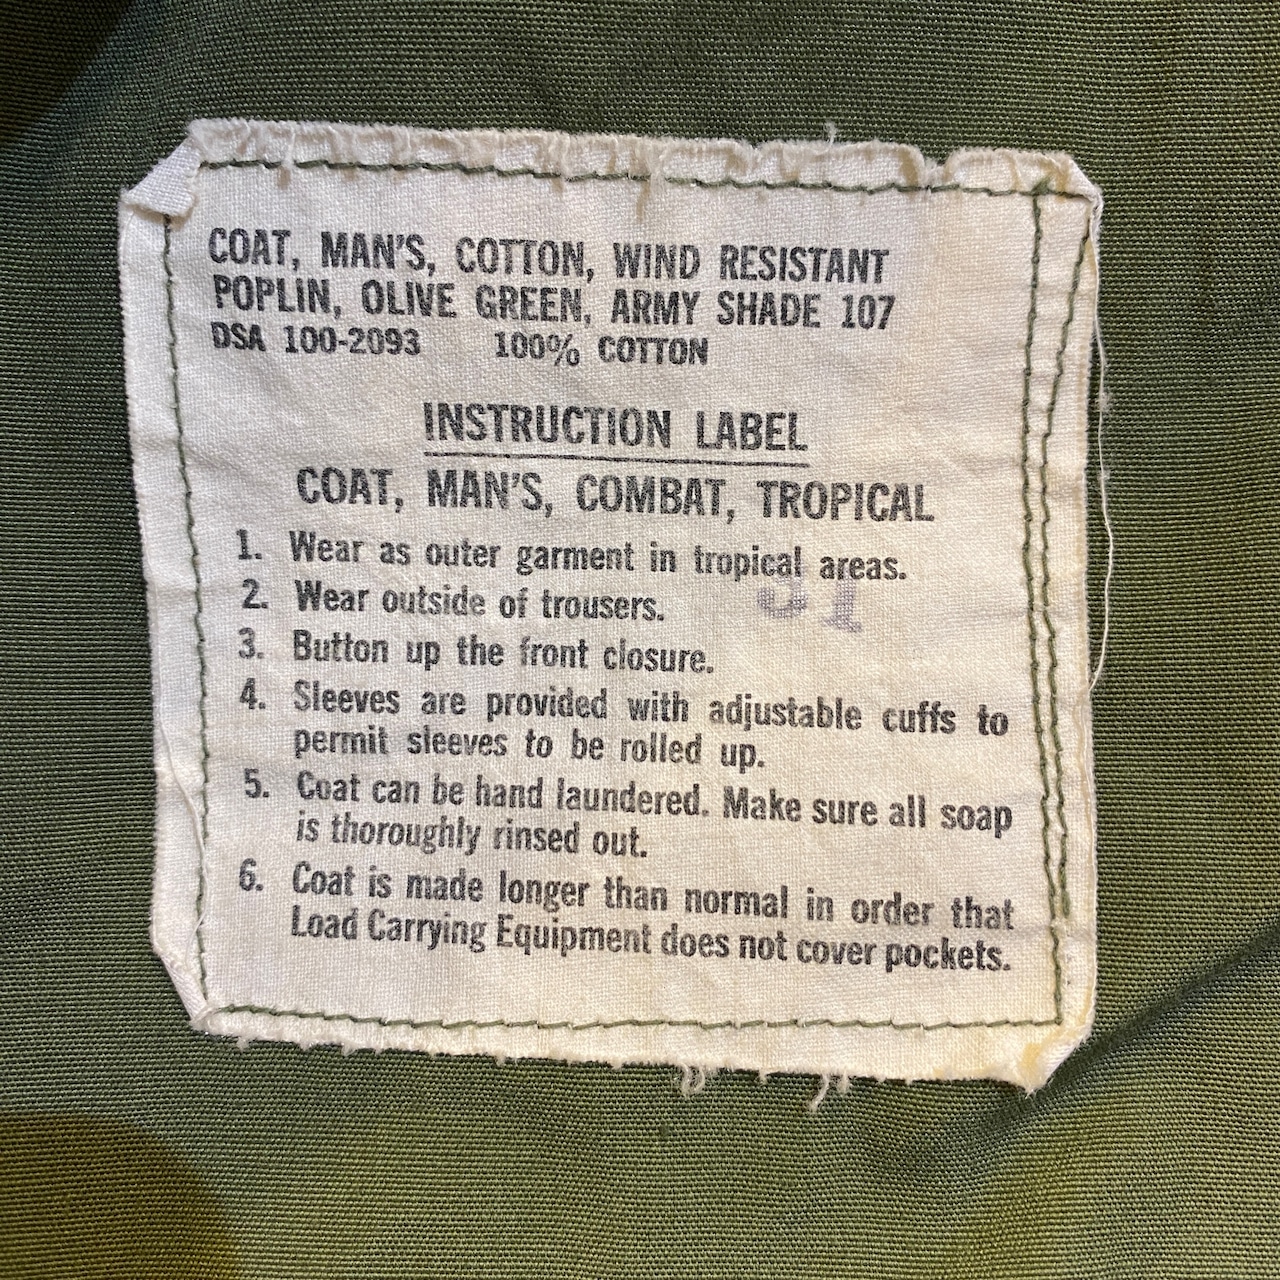 COAT, MAN'S, COTTON, WIND RESISTANT
POPLIN, OLIVE GREEN, ARMY SHADE 107
DSA 100-2093 100% COTTON
INSTRUCTION LABEL
COAT, MAN'S, COMBAT, TROPICAL
1. Wear as outer garment in tropical areas.
2. Wear outside of trousers.
3. Button up the front closure.
4. Sleeves are provided with adjustable cuffs to
permit sleeves to be rolled up.
5. Coat can be hand laundered. Make sure all soap
is thoroughly rinsed out.
6. Coat is made longer than normal in order that
Load Carrying Equipment does not cover pockets.